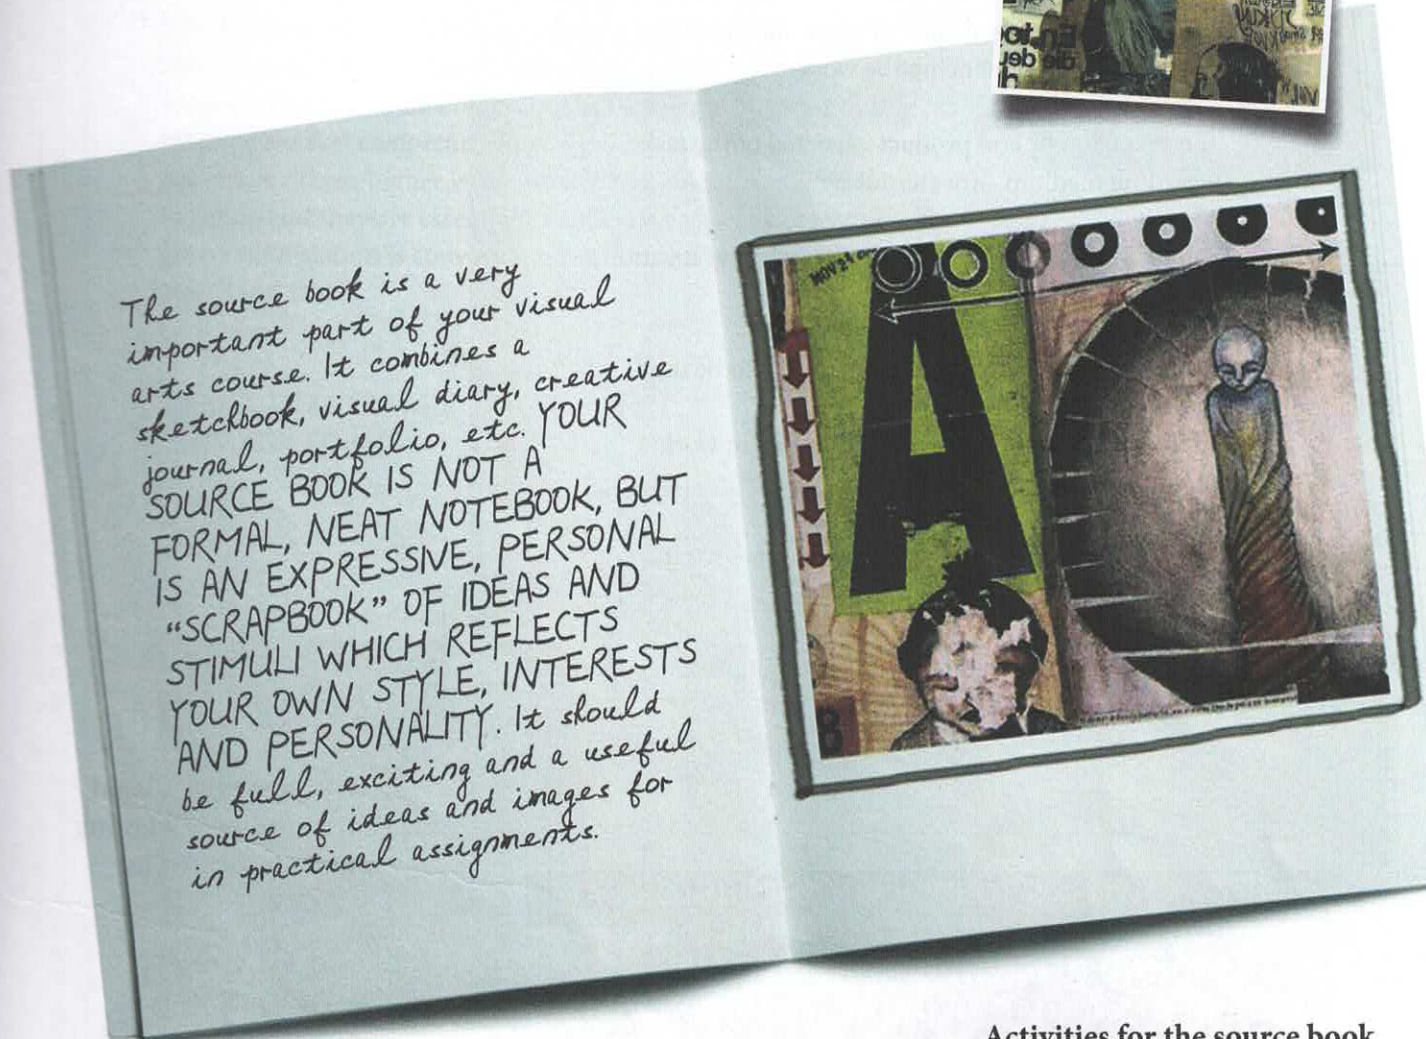 The source book is a very
important part of your visual
arts course. It combines a
sketchbook, visual diary, creative
journal, portfolio, etc. YOUR
SOURCE BOOK IS NOT A
FORMAL, NEAT NOTEBOOK, BUT
IS AN EXPRESSIVE, PERSONAL
“SCRAPBOOK” OF IDEAS AND
STIMULI WHICH REFLECTS
YOUR OWN STYLE, INTERESTS
AND PERSONALITY. It should
be full, exciting and a useful
source of ideas and images for
in practical assignments.
A
Activities for the source book